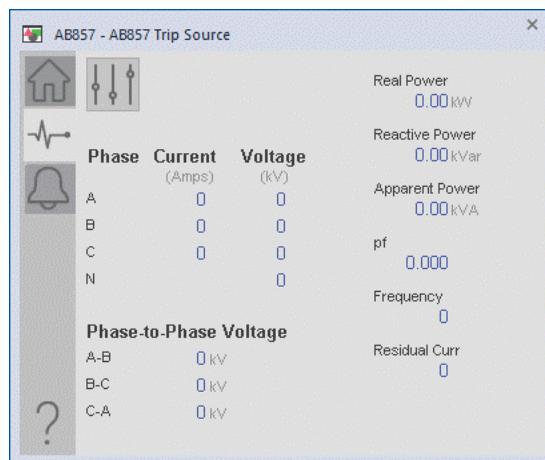 AB857 - AB857 Trip Source
Phase Current Voltage
(Amps) (kV)
A 0 0
B 0 0
C 0 0
N 0
Phase-to-Phase Voltage
A-B 0 kV
B-C 0 kV
C-A 0 kV
Real Power
0.00 kW
Reactive Power
0.00 kVar
Apparent Power
0.00 kVA
pf
0.000
Frequency
0
Residual Curr
0
?